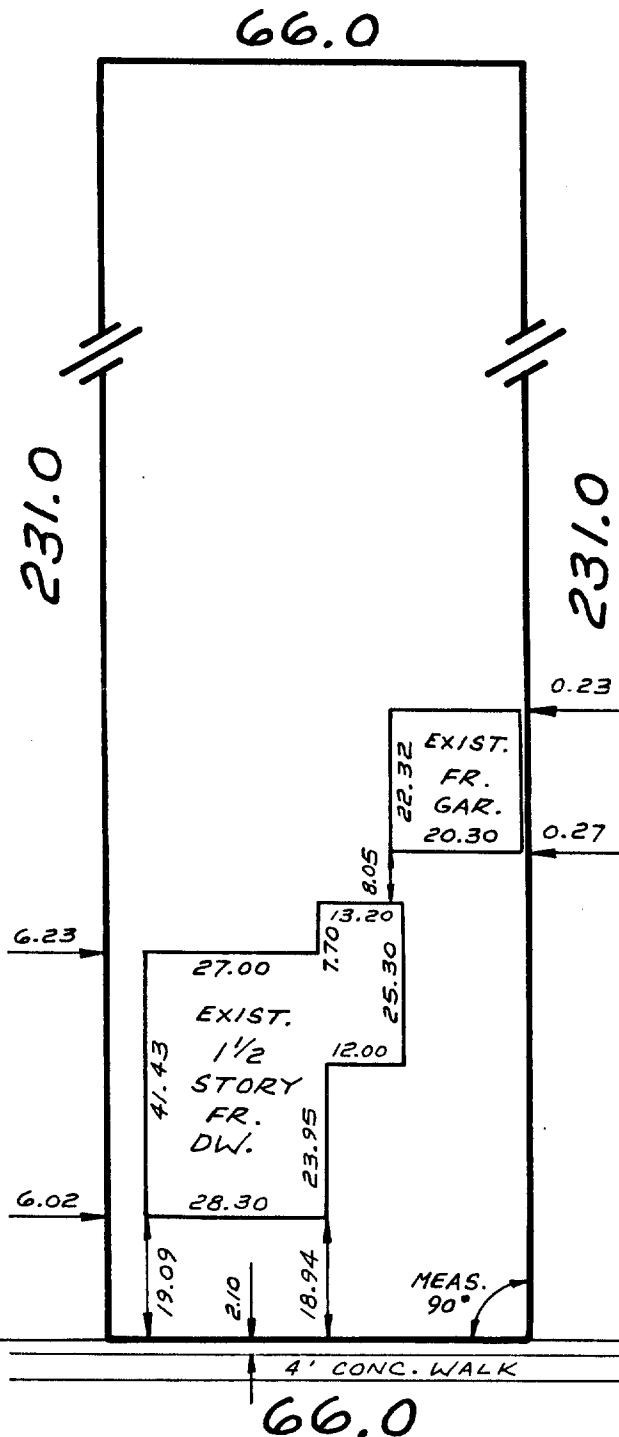 66.0
231.0
231.0
0.23
EXIST.
FR.
GAR.
22.32
20.30
0.27
8.05
13.20
6.23
7.70
27.00
25.30
EXIST.
1 1/2
STORY
FR.
DW.
12.00
41.43
23.95
6.02
28.30
19.09
2.10
18.94
MEAS.
90°
4' CONC. WALK
66.0